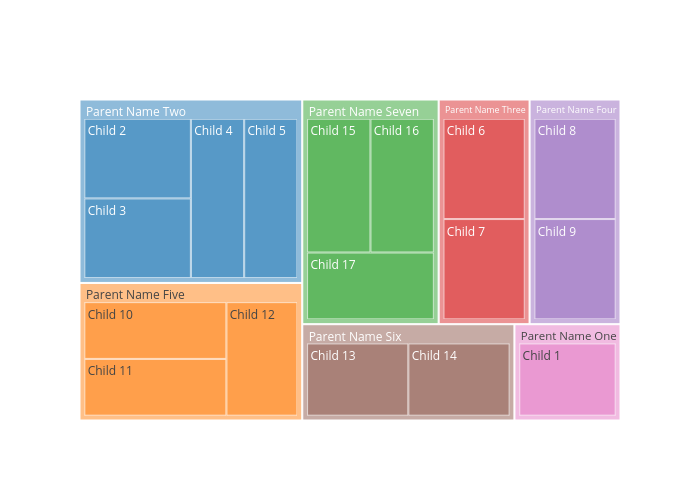 Parent Name Two
Child 2
Child 4
Child 5
Child 3
Parent Name Seven
Child 15
Child 16
Child 17
Parent Name Three
Child 6
Child 7
Parent Name Four
Child 8
Child 9
Parent Name Five
Child 10
Child 12
Child 11
Parent Name Six
Child 13
Child 14
Parent Name One
Child 1